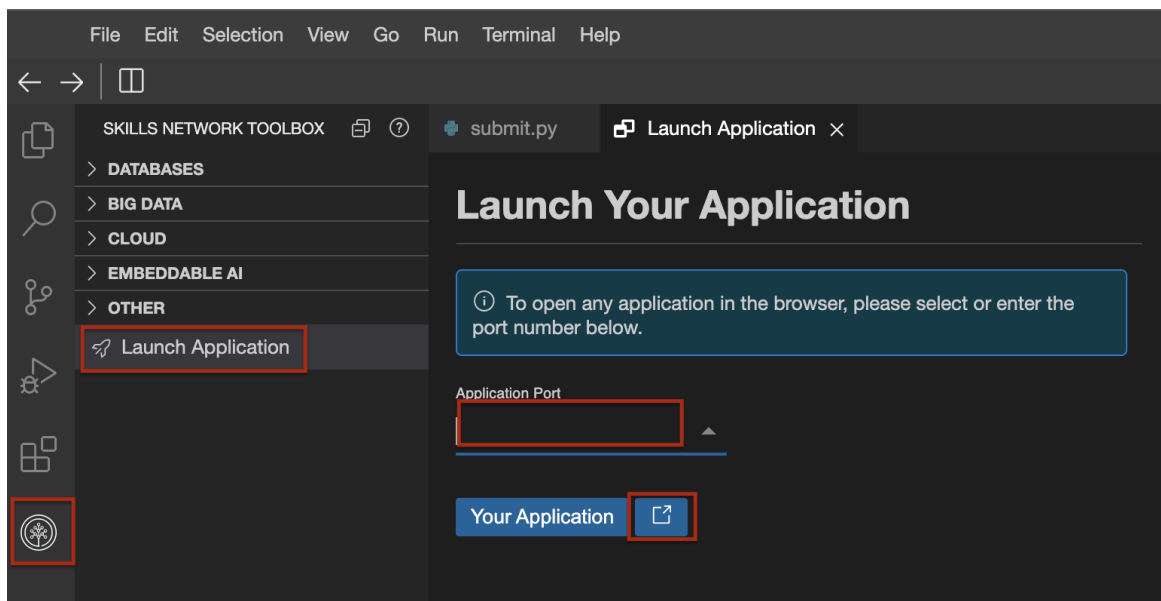 File Edit Selection View Go Run Terminal Help
SKILLS NETWORK TOOLBOX
DATABASES
BIG DATA
CLOUD
EMBEDDABLE AI
OTHER
Launch Application
submit.py
Launch Application
Launch Your Application
To open any application in the browser, please select or enter the
port number below.
Application Port
Your Application